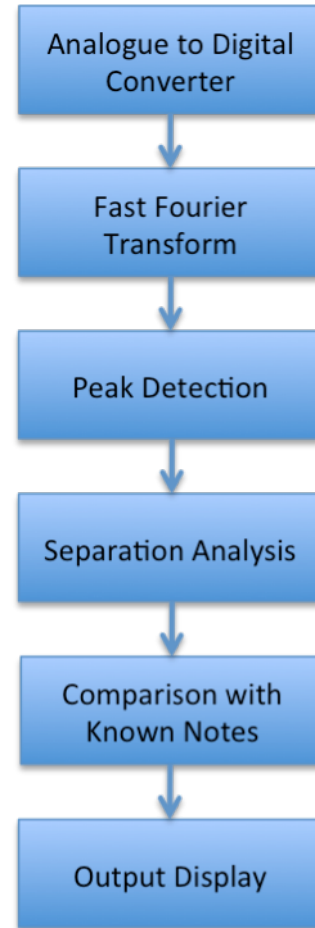 Analogue to Digital
Converter
Fast Fourier
Transform
Peak Detection
Separation Analysis
Comparison with
Known Notes
Output Display